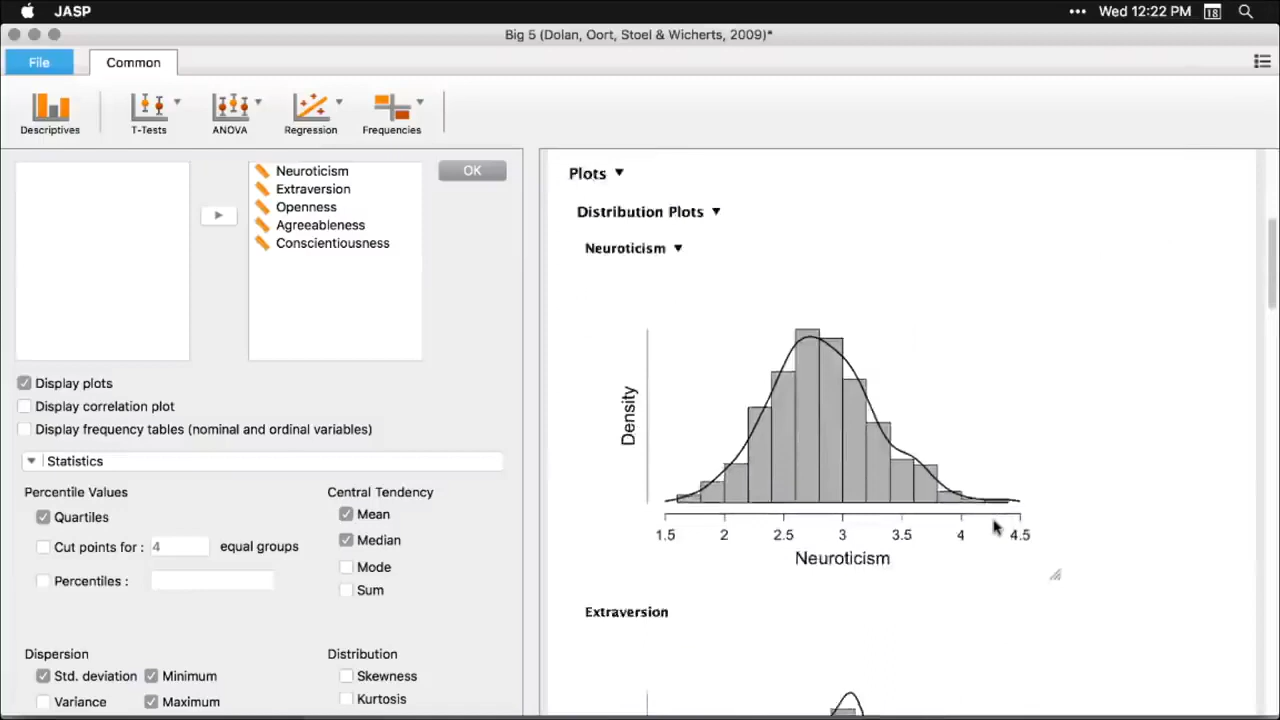 JASP
••• Wed 12:22 PM 18
Big 5 (Dolan, Oort, Stoel & Wicherts, 2009)*
File
Common
Descriptives
T-Tests
ANOVA
Regression
Frequencies
Neuroticism
Extraversion
Openness
Agreeableness
Conscientiousness
OK
Display plots
Display correlation plot
Display frequency tables (nominal and ordinal variables)
Statistics
Percentile Values
Quartiles
Cut points for : 4 equal groups
Percentiles :
Central Tendency
Mean
Median
Mode
Sum
Dispersion
Std. deviation
Minimum
Variance
Maximum
Distribution
Skewness
Kurtosis
Plots
Distribution Plots
Neuroticism
Density
1.5 2 2.5 3 3.5 4 4.5
Neuroticism
Extraversion